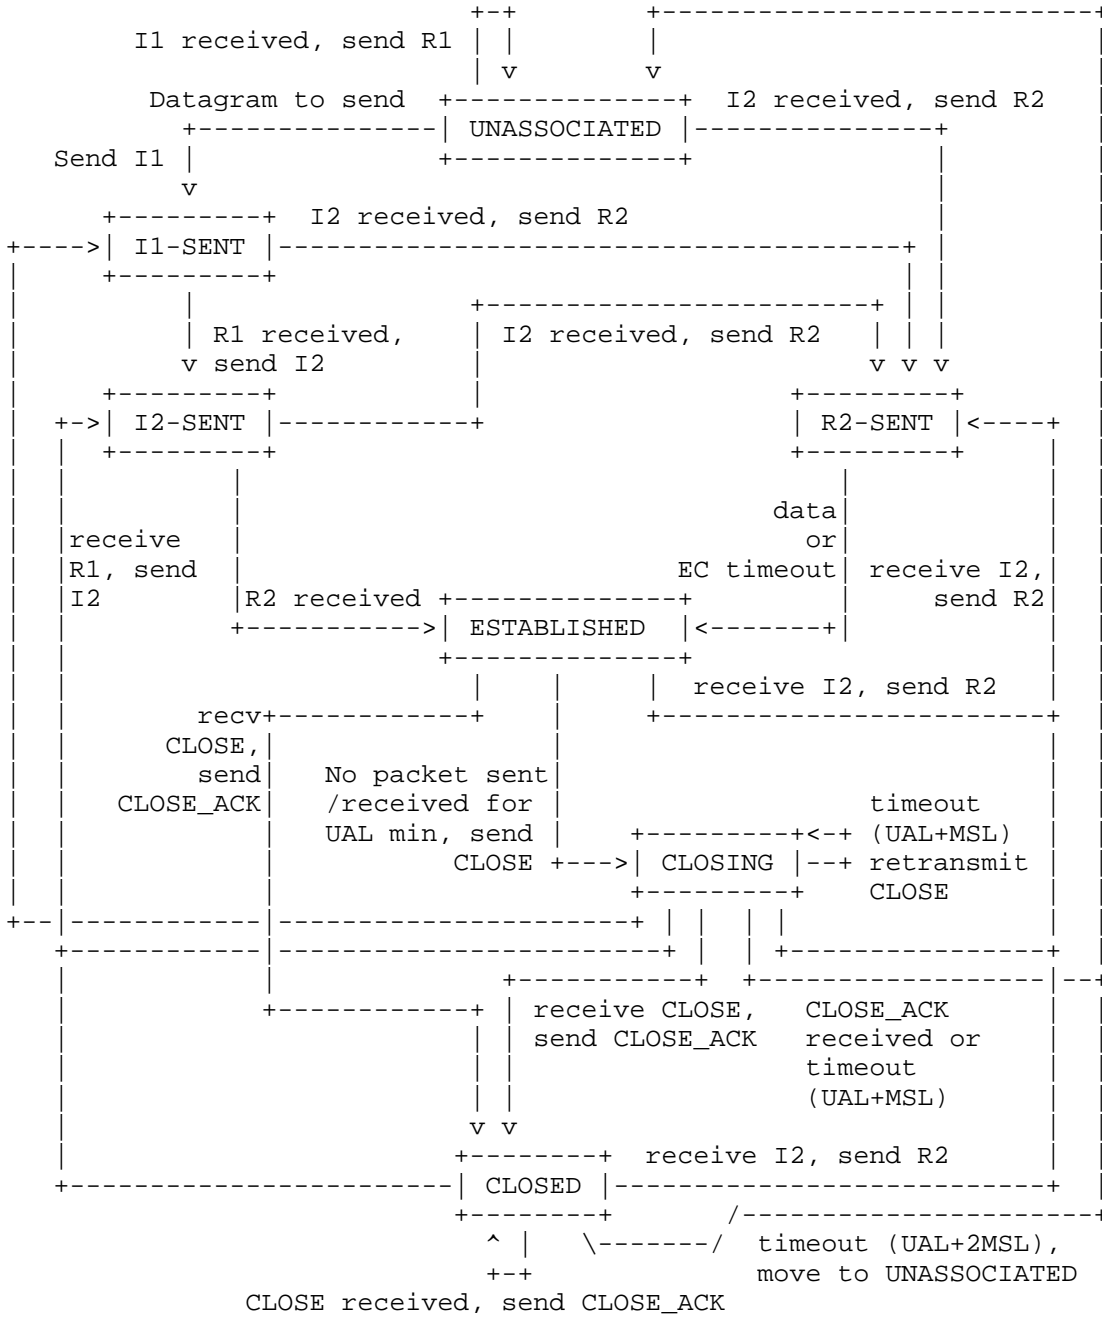 I1 received, send R1
Datagram to send I2 received, send R2
UNASSOCIATED
Send I1
I2 received, send R2
I1-SENT
R1 received, I2 received, send R2
send I2
I2-SENT R2-SENT
data
receive or
R1, send EC timeout receive I2,
I2 R2 received send R2
ESTABLISHED
receive I2, send R2
recv
CLOSE,
send No packet sent
CLOSE_ACK /received for timeout
UAL min, send (UAL+MSL)
CLOSE CLOSING retransmit
CLOSE
receive CLOSE, CLOSE_ACK
send CLOSE_ACK received or
timeout
(UAL+MSL)
receive I2, send R2
CLOSED
timeout (UAL+2MSL),
move to UNASSOCIATED
CLOSE received, send CLOSE_ACK